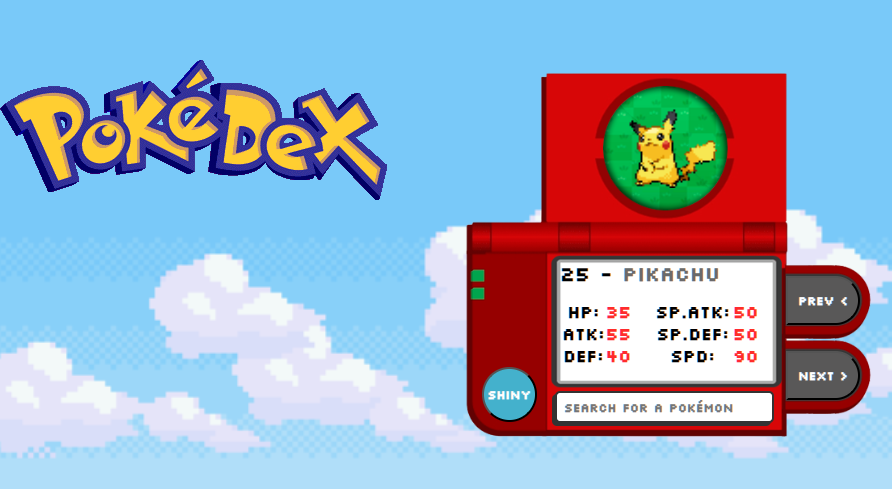 PokéDex
25 - PIKACHU
HP: 35 SP.ATK: 50
ATK: 55 SP.DEF: 50
DEF: 40 SPD: 90
PREV <
NEXT >
SHINY
SEARCH FOR A POKÉMON